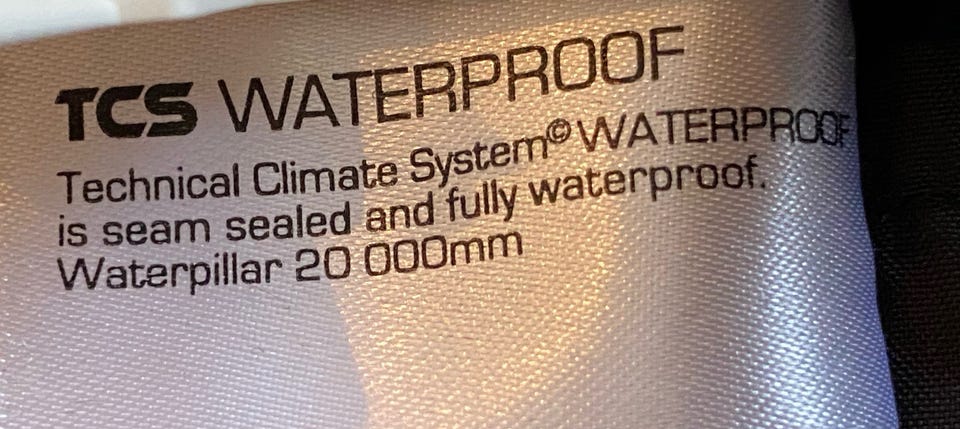 TCS WATERPROOF
Technical Climate System© WATERPROOF
is seam sealed and fully waterproof.
Waterpillar 20 000mm